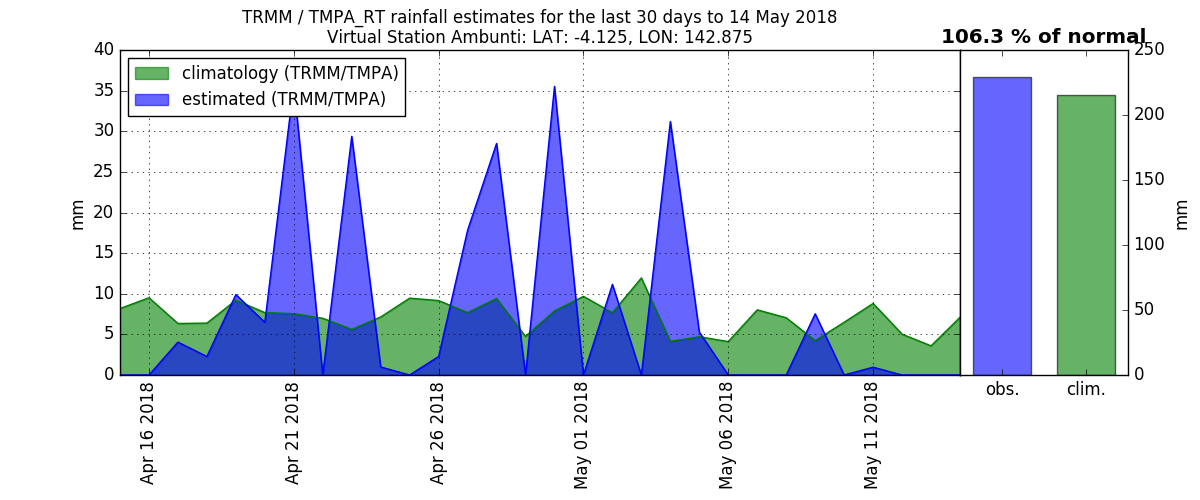 TRMM / TMPA_RT rainfall estimates for the last 30 days to 14 May 2018
Virtual Station Ambunti: LAT: -4.125, LON: 142.875
106.3 % of normal
climatology (TRMM/TMPA)
estimated (TRMM/TMPA)
40
35
30
25
20
15
10
5
0
mm
Apr 16 2018
Apr 21 2018
Apr 26 2018
May 01 2018
May 06 2018
May 11 2018
250
200
150
100
50
0
mm
obs.
clim.